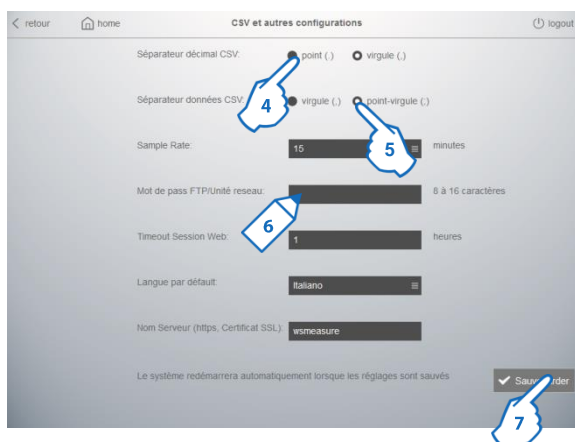 retour home CSV et autres configurations logout
Séparateur décimal CSV: point (.) virgule (,)
Séparateur données CSV: virgule (,) point-virgule (;)
4
Sample Rate: 15 minutes
5
Mot de pass FTP/Unité reseau: 8 à 16 caractères
6
Timeout Session Web: 1 heures
Langue par défault: Italiano
Nom Serveur (https, Certificat SSL): wsmeasure
Le système redémarrera automatiquement lorsque les réglages sont sauvés
7